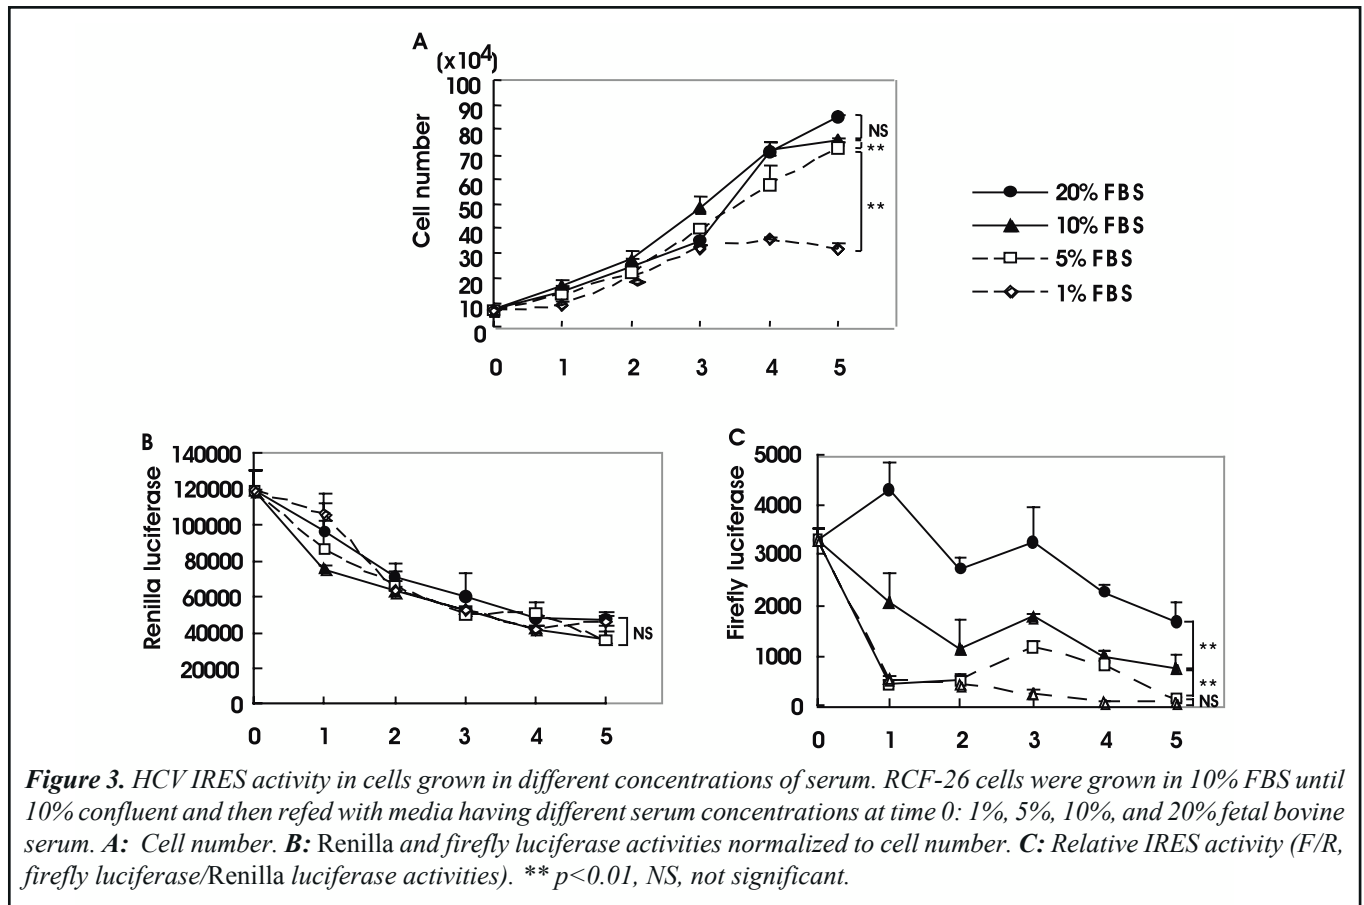 A
(x10⁴)
100
90
80
70
60
50
40
30
20
10
0
Cell number
NS
**
**
0 1 2 3 4 5
20% FBS
10% FBS
5% FBS
1% FBS
B
140000
120000
100000
80000
60000
40000
20000
0
Renilla luciferase
NS
0 1 2 3 4 5
C
5000
4000
3000
2000
1000
0
Firefly luciferase
**
**
NS
0 1 2 3 4 5
Figure 3. HCV IRES activity in cells grown in different concentrations of serum. RCF-26 cells were grown in 10% FBS until
10% confluent and then refed with media having different serum concentrations at time 0: 1%, 5%, 10%, and 20% fetal bovine
serum. A: Cell number. B: Renilla and firefly luciferase activities normalized to cell number. C: Relative IRES activity (F/R,
firefly luciferase/Renilla luciferase activities). ** p<0.01, NS, not significant.